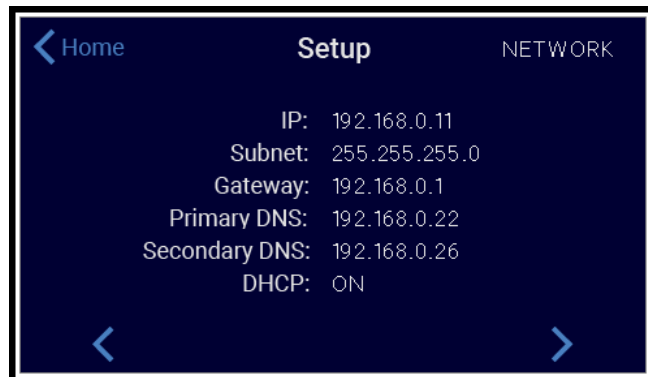 Home Setup NETWORK
IP: 192.168.0.11
Subnet: 255.255.255.0
Gateway: 192.168.0.1
Primary DNS: 192.168.0.22
Secondary DNS: 192.168.0.26
DHCP: ON